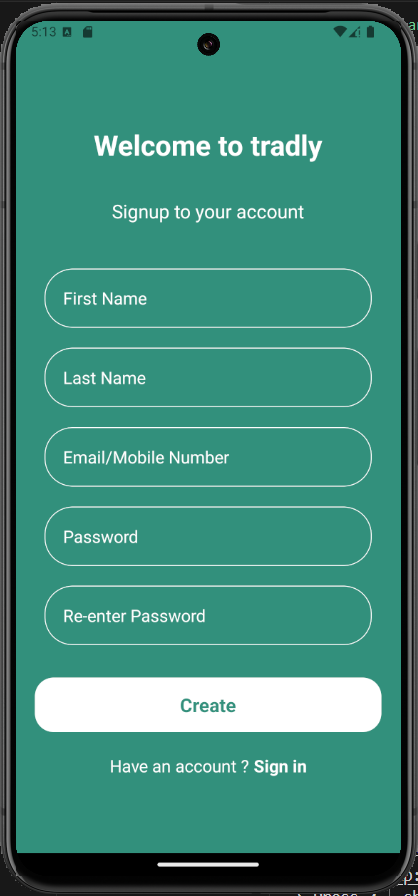 5:13
Welcome to tradly
Signup to your account
First Name
Last Name
Email/Mobile Number
Password
Re-enter Password
Create
Have an account ? Sign in